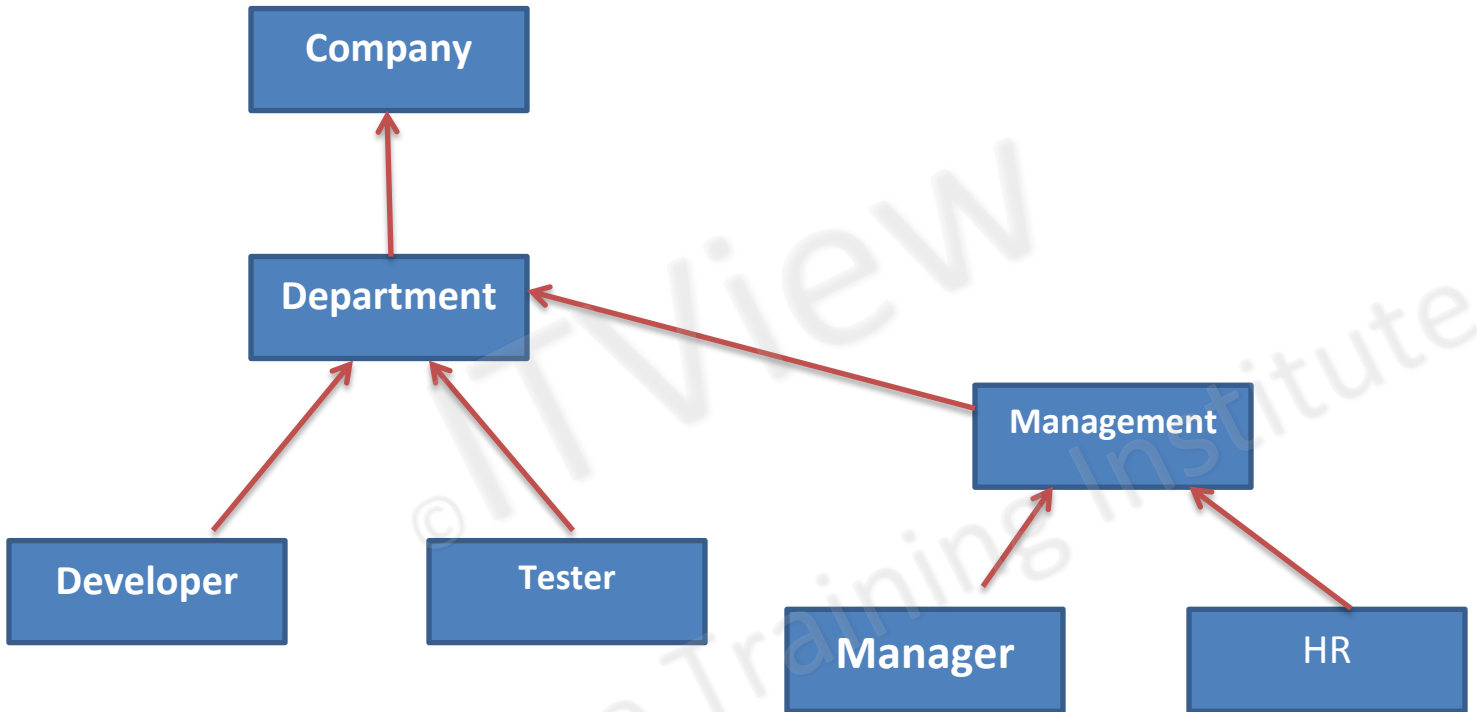 Company
Department
Management
Developer
Tester
Manager
HR
©ITView
Training Institute